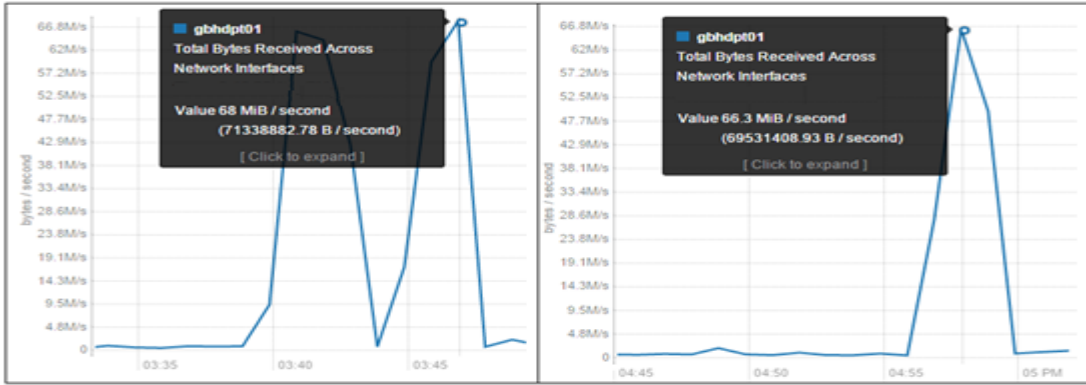 66.8M/s
62M/s
57.2M/s
52.5M/s
47.7M/s
42.9M/s
38.1M/s
33.4M/s
28.6M/s
23.8M/s
19.1M/s
14.3M/s
9.5M/s
4.8M/s
0
bytes / second
gbhdpt01
Total Bytes Received Across
Network Interfaces
Value 68 MiB / second
(71338882.78 B / second)
[ Click to expand ]
03:35
03:40
03:45
66.8M/s
62M/s
57.2M/s
52.5M/s
47.7M/s
42.9M/s
38.1M/s
33.4M/s
28.6M/s
23.8M/s
19.1M/s
14.3M/s
9.5M/s
4.8M/s
0
bytes / second
gbhdpt01
Total Bytes Received Across
Network Interfaces
Value 66.3 MiB / second
(69531408.93 B / second)
[ Click to expand ]
04:45
04:50
04:55
05 PM